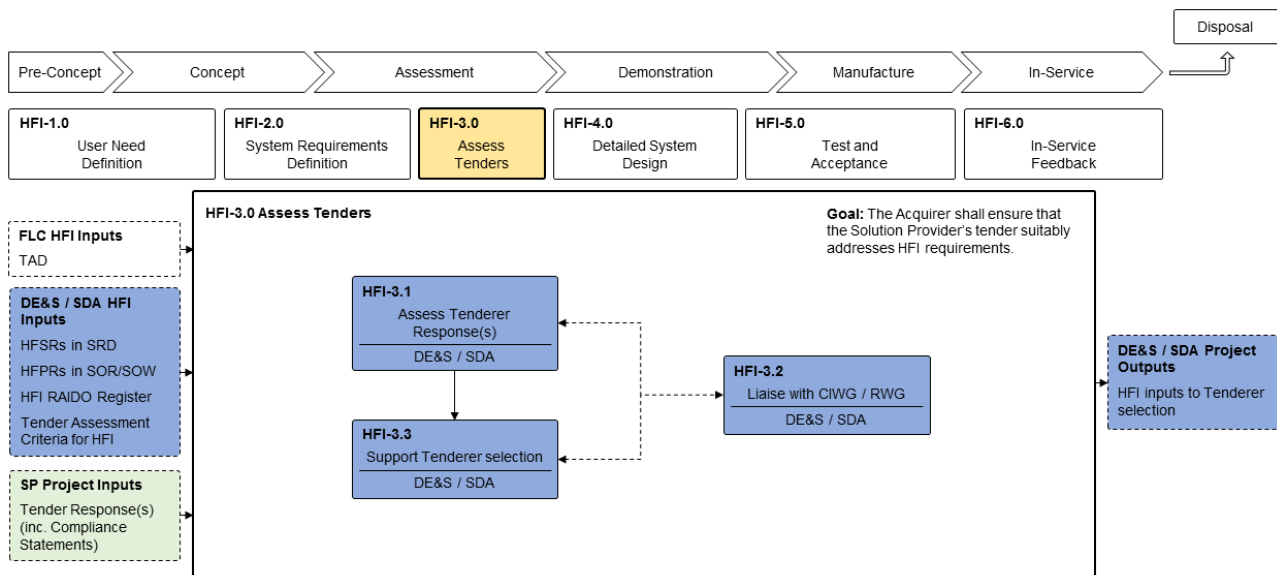 Disposal
Pre-Concept
Concept
Assessment
Demonstration
Manufacture
In-Service
HFI-1.0
User Need
Definition
HFI-2.0
System Requirements
Definition
HFI-3.0
Assess
Tenders
HFI-4.0
Detailed System
Design
HFI-5.0
Test and
Acceptance
HFI-6.0
In-Service
Feedback
HFI-3.0 Assess Tenders
Goal: The Acquirer shall ensure that
the Solution Provider's tender suitably
addresses HFI requirements.
FLC HFI Inputs
TAD
DE&S / SDA HFI
Inputs
HFSRs in SRD
HFPRs in SOR/SOW
HFI RAIDO Register
Tender Assessment
Criteria for HFI
SP Project Inputs
Tender Response(s)
(inc. Compliance
Statements)
HFI-3.1
Assess Tenderer
Response(s)
DE&S / SDA
HFI-3.2
Liaise with CIWG / RWG
DE&S / SDA
HFI-3.3
Support Tenderer selection
DE&S / SDA
DE&S / SDA Project
Outputs
HFI inputs to Tenderer
selection